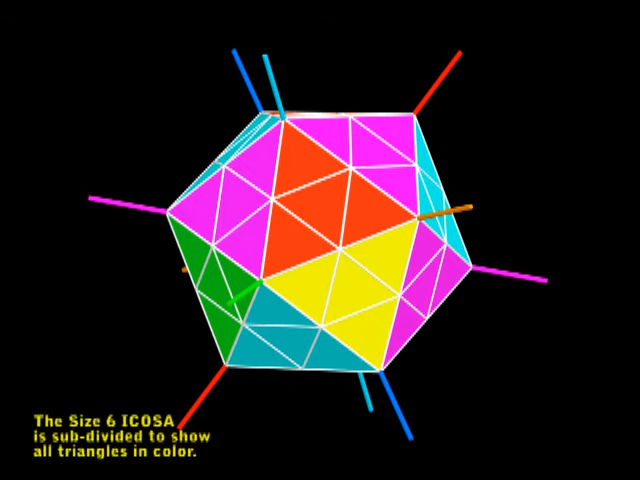 The Size 6 ICOSA
is sub-divided to show
all triangles in color.